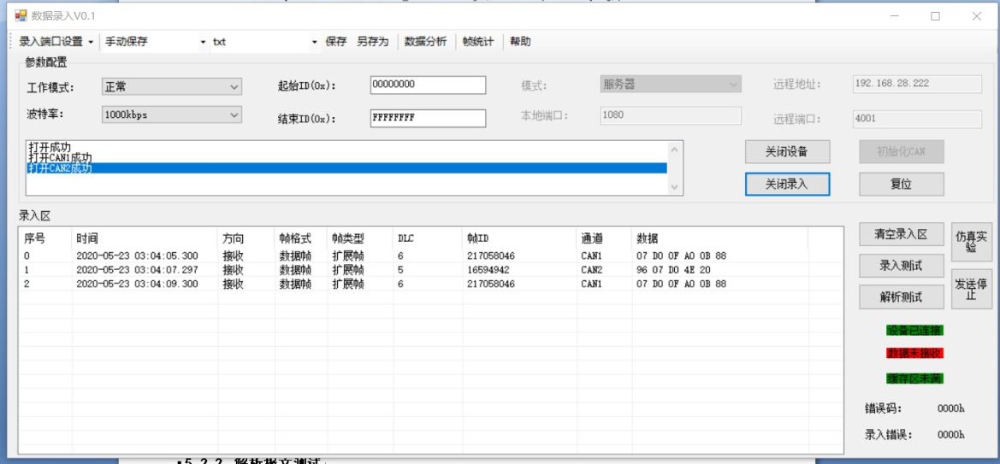 数据录入V0.1
录入端口设置 手动保存 txt 保存 另存为 数据分析 帧统计 帮助
参数配置
工作模式: 正常 起始ID(0x): 00000000 模式: 服务器 远程地址: 192.168.28.222
波特率: 1000kbps 结束ID(0x): FFFFFFFF 本地端口: 1080 远程端口: 4001
打开成功
打开CAN1成功
打开CAN2成功
关闭设备 初始化CAN
关闭录入 复位
录入区
序号 时间 方向 帧格式 帧类型 DLC 帧ID 通道 数据
0 2020-05-23 03:04:05.300 接收 数据帧 扩展帧 6 217058046 CAN1 07 D0 0F A0 0B 88
1 2020-05-23 03:04:07.297 接收 数据帧 扩展帧 5 16594942 CAN2 96 07 D0 4E 20
2 2020-05-23 03:04:09.300 接收 数据帧 扩展帧 6 217058046 CAN1 07 D0 0F A0 0B 88
清空录入区
仿真实
验
录入测试
发送停
止
解析测试
设备已连接
数据未接收
缓存区未满
错误码: 0000h
录入错误: 0000h
5.2.2 解析报文测试